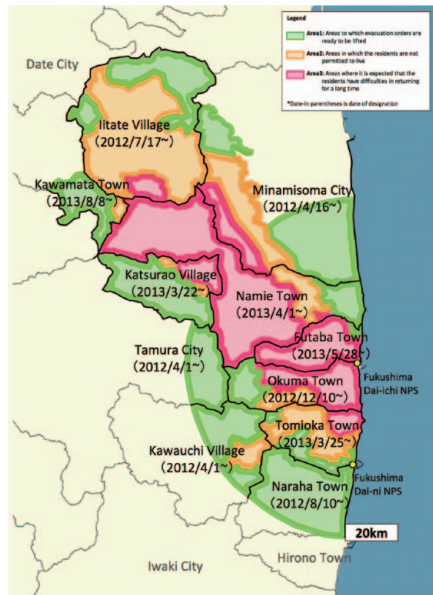 Legend
Area1: Areas to which evacuation orders are
ready to be lifted
Area2: Areas in which the residents are not
permitted to live
Area3: Areas where it is expected that the
residents have difficulties in returning
for a long time
*Date-in parentheses is date of designation
Date City
Iitate Village
(2012/7/17~)
Kawamata Town
(2013/8/8~)
Minamisoma City
(2012/4/16~)
Katsurao Village
(2013/3/22~)
Namie Town
(2013/4/1~)
Futaba Town
(2013/5/28~)
Tamura City
(2012/4/1~)
Fukushima
Dai-ichi NPS
Okuma Town
(2012/12/10~)
Tomioka Town
(2013/3/25~)
Kawauchi Village
(2012/4/1~)
Fukushima
Dai-ni NPS
Naraha Town
(2012/8/10~)
20km
Hirono Town
Iwaki City